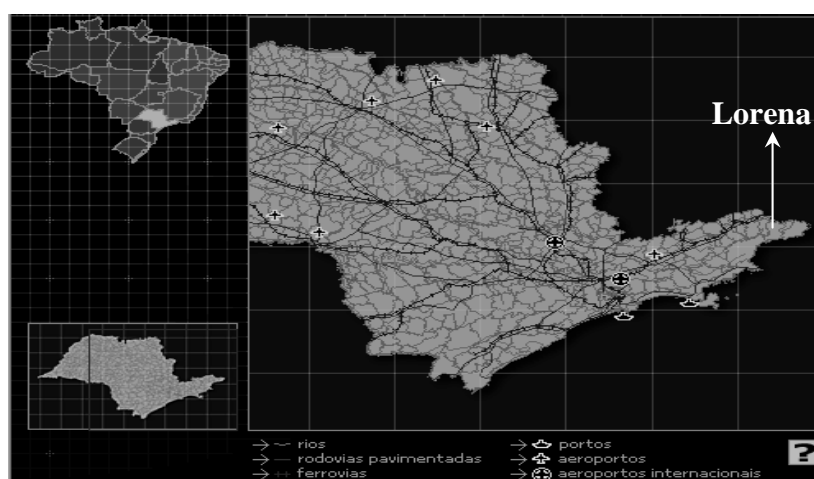 Lorena
rios
rodovias pavimentadas
ferrovias
portos
aeroportos
aeroportos internacionais
?